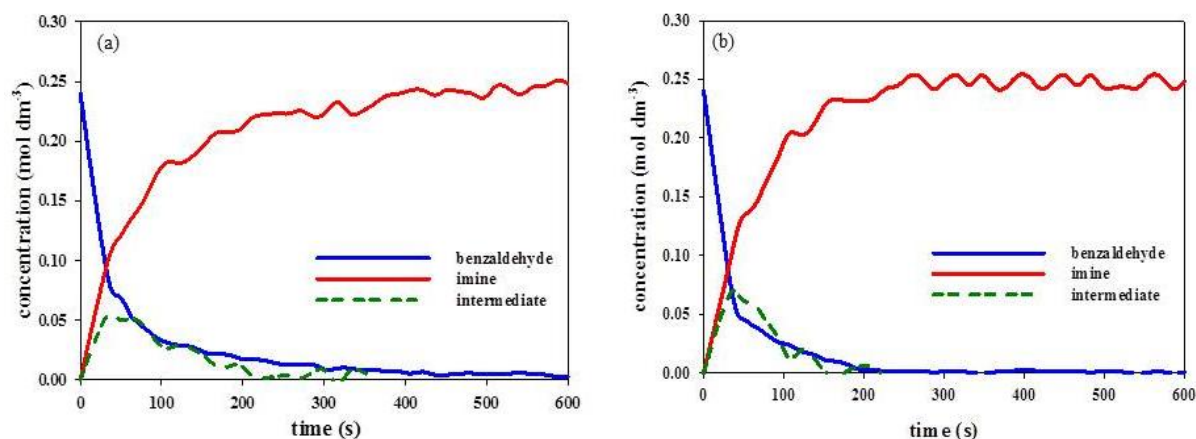 (a)
0.30
0.25
0.20
0.15
0.10
0.05
0.00
concentration (mol dm-3)
benzaldehyde
imine
intermediate
0 100 200 300 400 500 600
time (s)
(b)
0.30
0.25
0.20
0.15
0.10
0.05
0.00
concentration (mol dm-3)
benzaldehyde
imine
intermediate
0 100 200 300 400 500 600
time (s)